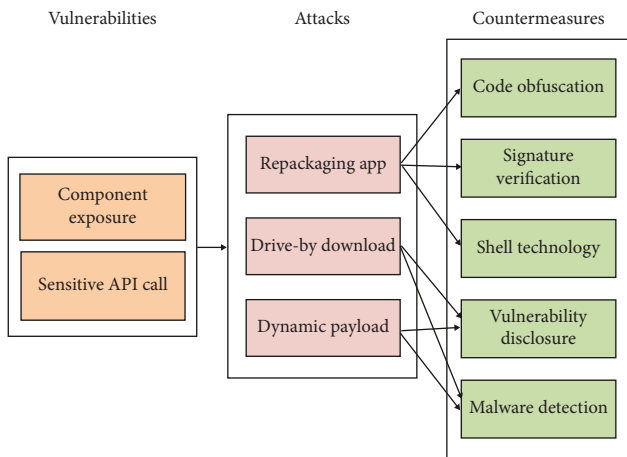 Vulnerabilities
Attacks
Countermeasures
Component
exposure
Sensitive API call
Repackaging app
Drive-by download
Dynamic payload
Code obfuscation
Signature
verification
Shell technology
Vulnerability
disclosure
Malware detection